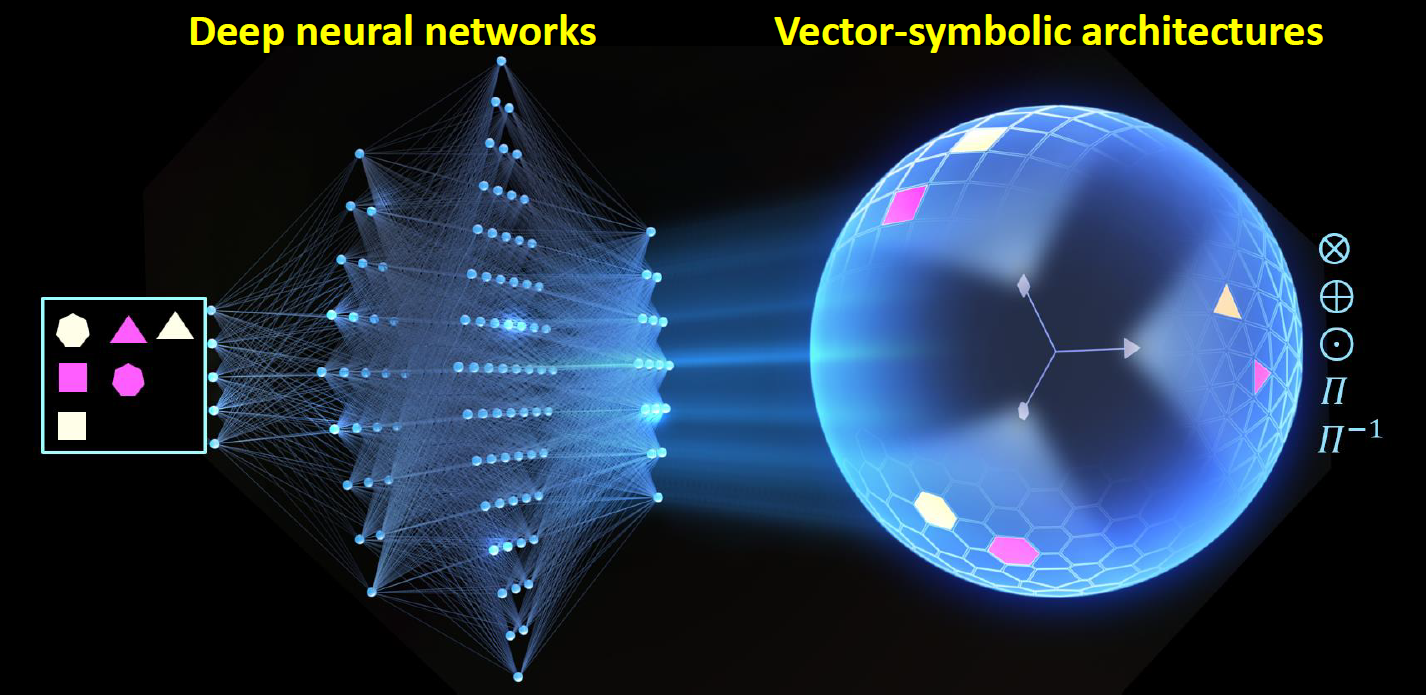 Deep neural networks
Vector-symbolic architectures
⊗
⊕
⊙
Π
Π⁻¹